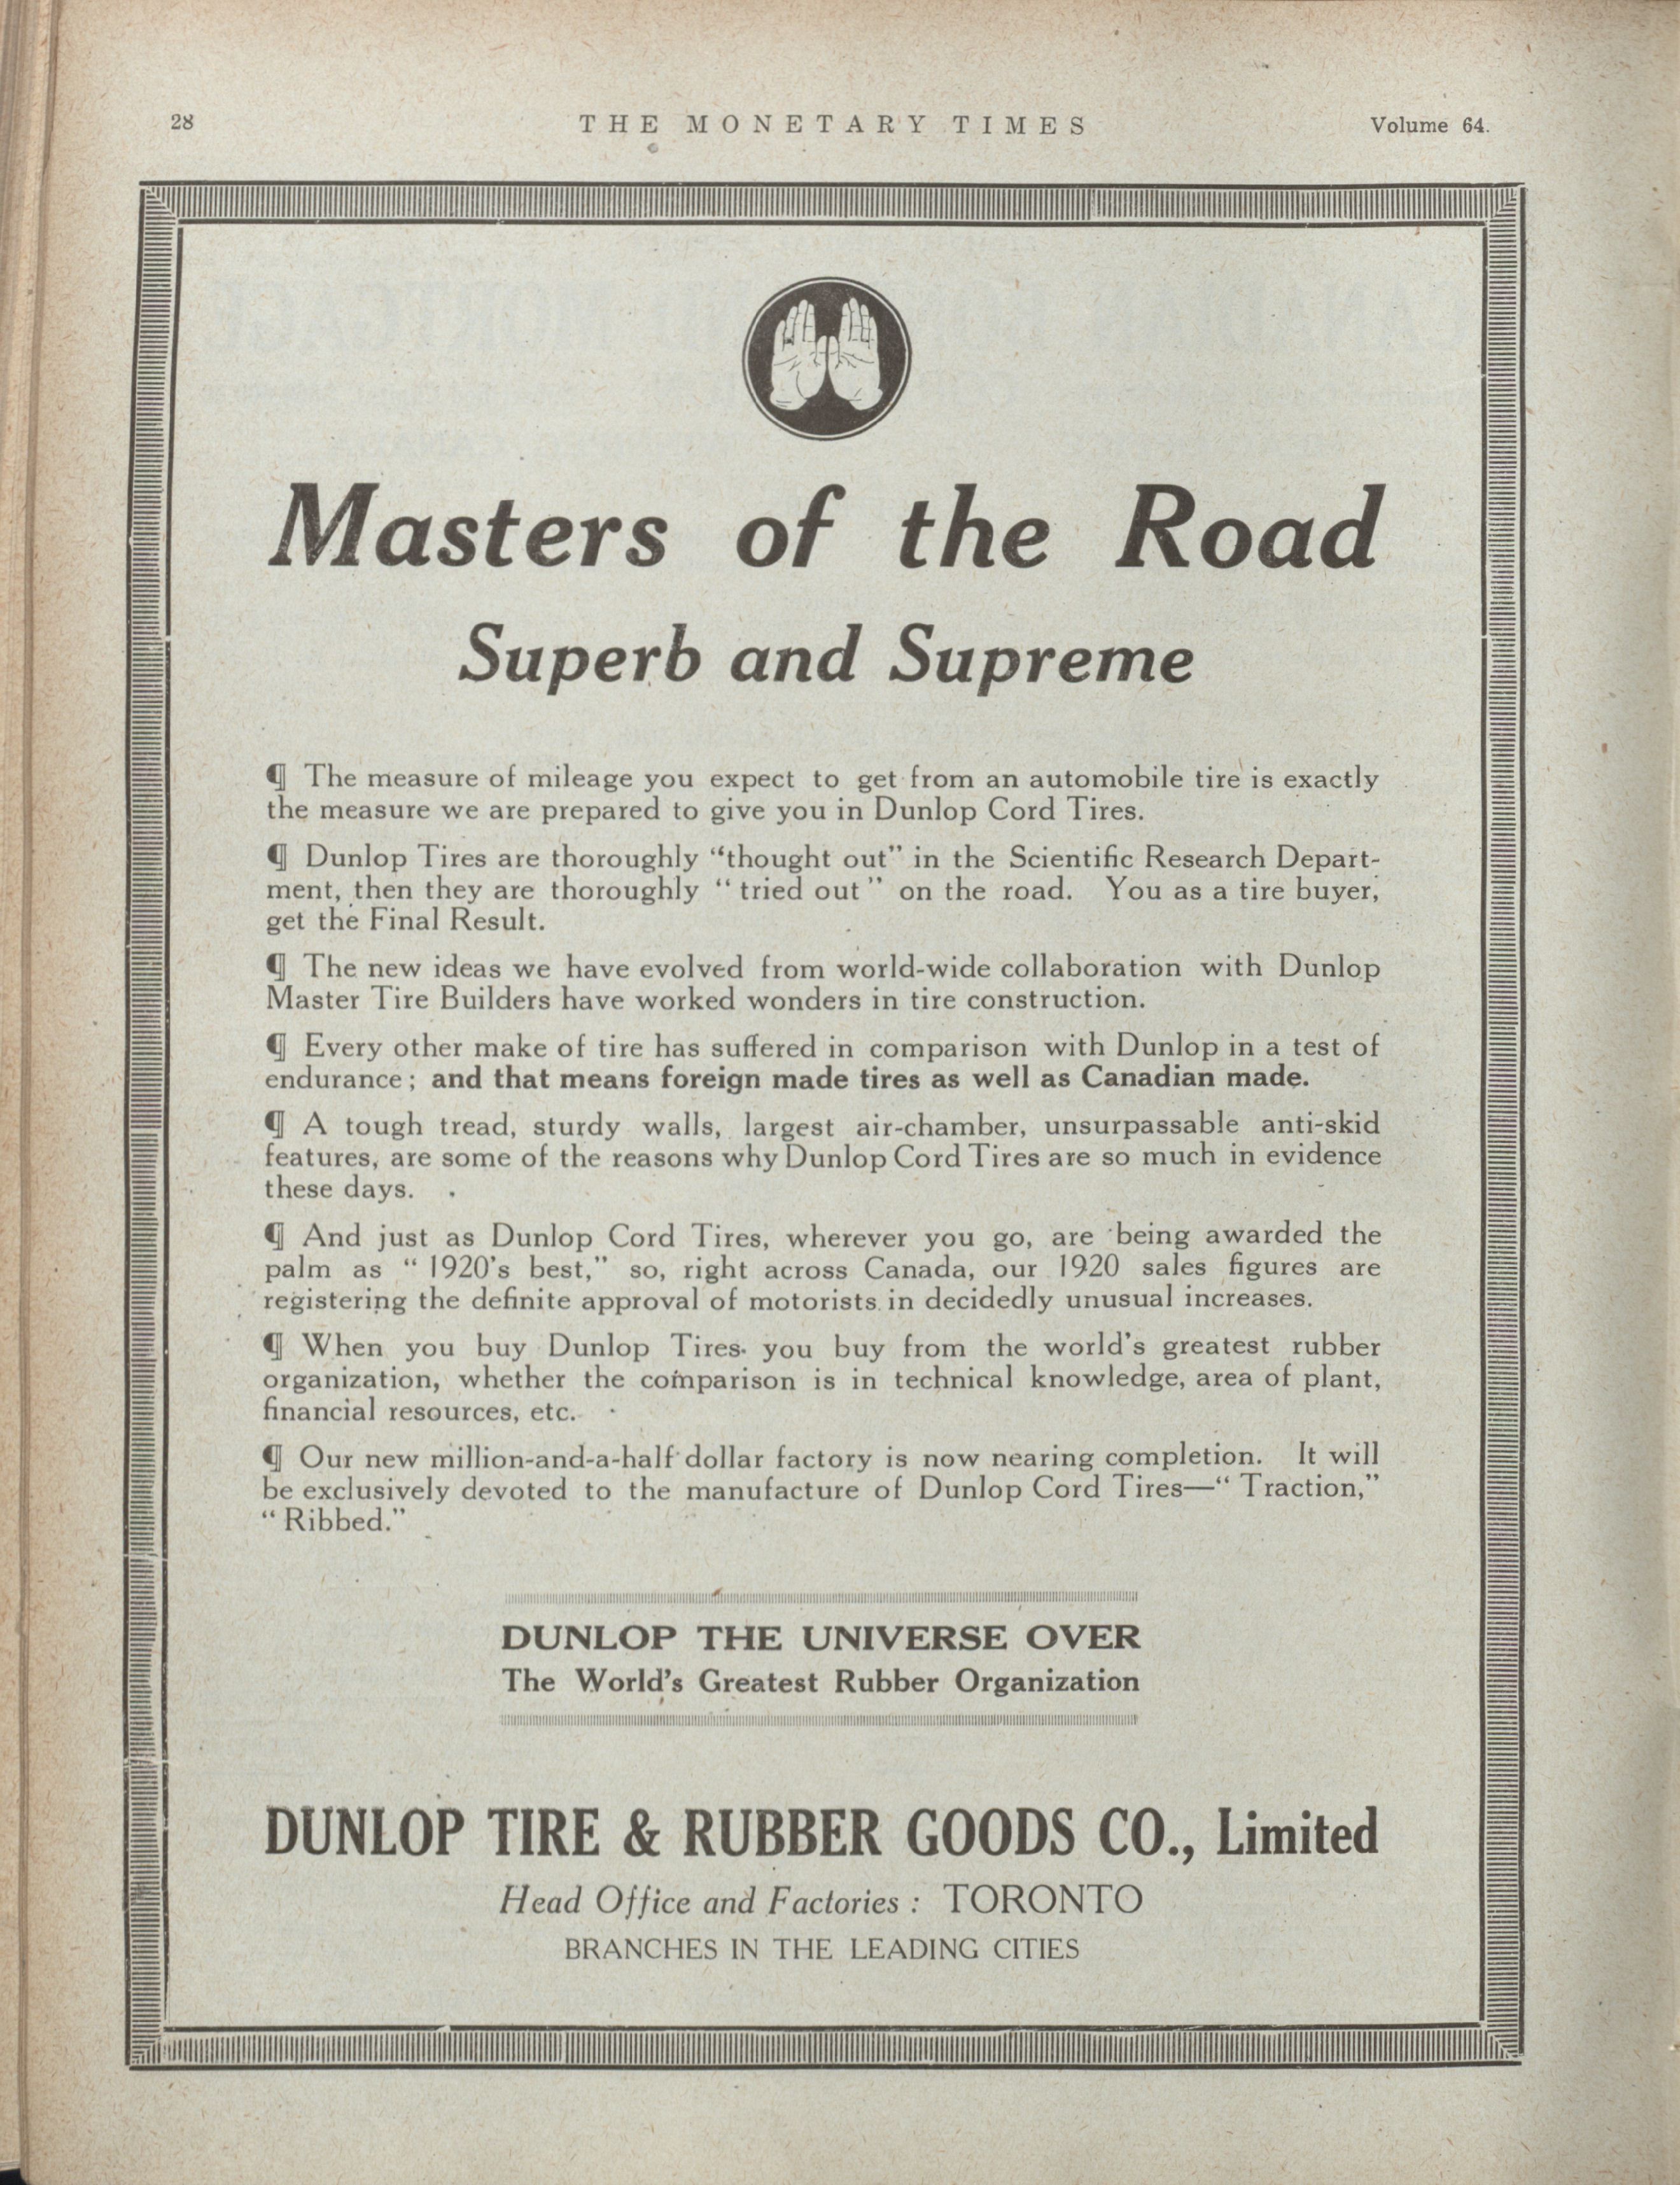 28
THE MONETARY TIMES
Volume 64.
Masters of the Road
Superb and Supreme
¶ The measure of mileage you expect to get from an automobile tire is exactly
the measure we are prepared to give you in Dunlop Cord Tires.
¶ Dunlop Tires are thoroughly "thought out" in the Scientific Research Depart-
ment, then they are thoroughly "tried out" on the road. You as a tire buyer,
get the Final Result.
¶ The new ideas we have evolved from world-wide collaboration with Dunlop
Master Tire Builders have worked wonders in tire construction.
¶ Every other make of tire has suffered in comparison with Dunlop in a test of
endurance; and that means foreign made tires as well as Canadian made.
¶ A tough tread, sturdy walls, largest air-chamber, unsurpassable anti-skid
features, are some of the reasons why Dunlop Cord Tires are so much in evidence
these days.
¶ And just as Dunlop Cord Tires, wherever you go, are being awarded the
palm as "1920's best," so, right across Canada, our 1920 sales figures are
registering the definite approval of motorists in decidedly unusual increases.
¶ When you buy Dunlop Tires you buy from the world's greatest rubber
organization, whether the comparison is in technical knowledge, area of plant,
financial resources, etc.
¶ Our new million-and-a-half dollar factory is now nearing completion. It will
be exclusively devoted to the manufacture of Dunlop Cord Tires—"Traction,"
"Ribbed."
DUNLOP THE UNIVERSE OVER
The World's Greatest Rubber Organization
DUNLOP TIRE & RUBBER GOODS CO., Limited
Head Office and Factories : TORONTO
BRANCHES IN THE LEADING CITIES